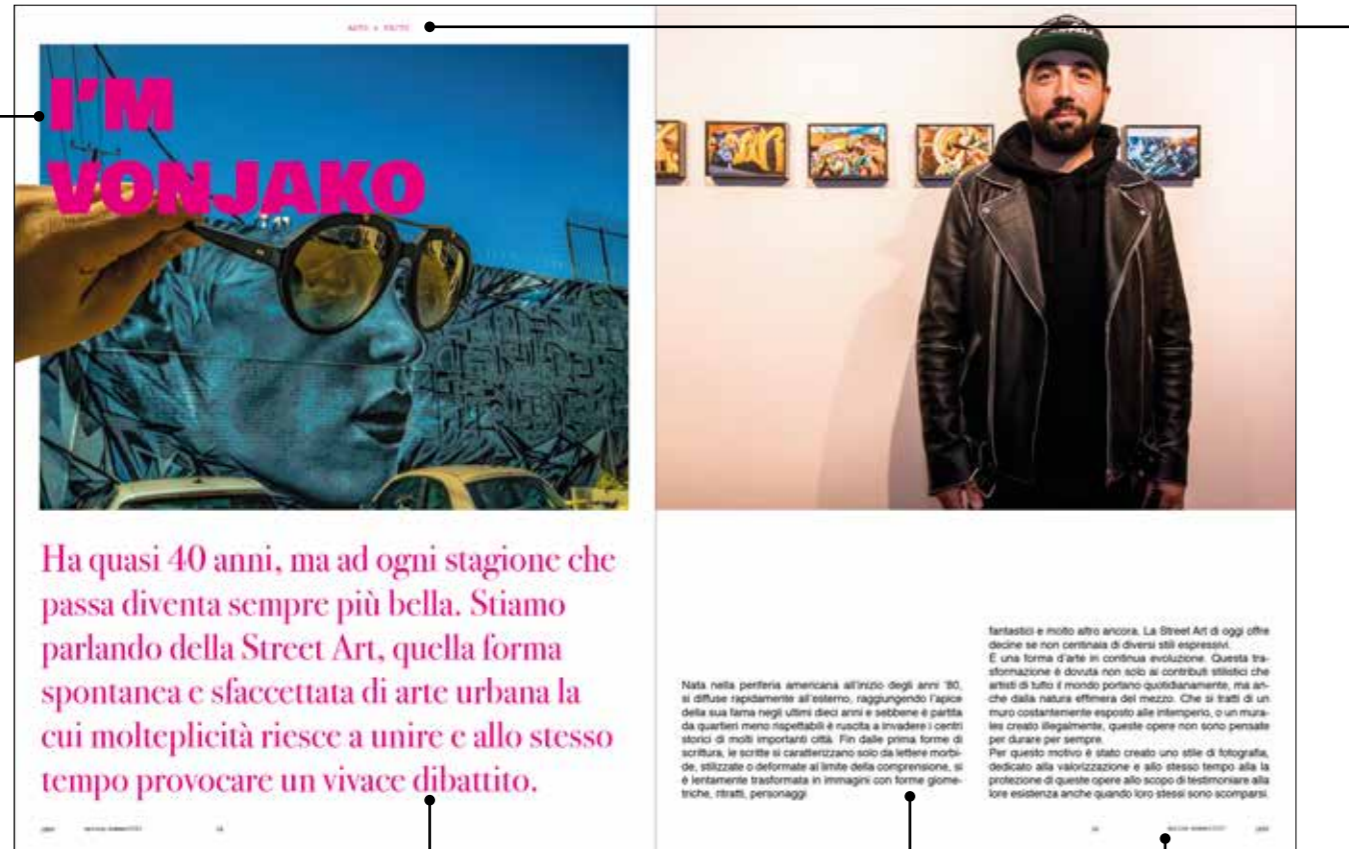 I'M
VONJAKO
Ha quasi 40 anni, ma ad ogni stagione che
passa diventa sempre più bella. Stiamo
parlando della Street Art, quella forma
spontanea e sfaccettata di arte urbana la
cui molteplicità riesce a unire e allo stesso
tempo provocare un vivace dibattito.
Nata nella periferia americana all'inizio degli anni '80,
si diffuse rapidamente all'esterno, raggiungendo l'apice
della sua fama negli ultimi dieci anni e sebbene è partita
da quartieri meno rispettabili è ruscita a invadere i centri
storici di molti importanti città. Fin dalle prima forme di
scrittura, le scritte si caratterizzano solo da lettere morbi-
de, stilizzate o deformate al limite della comprensione, si
è lentamente trasformata in immagini con forme giome-
triche, ritratti, personaggi
fantastici e molto altro ancora. La Street Art di oggi offre
decine se non centinaia di diversi stili espressivi.
È una forma d'arte in continua evoluzione. Questa tra-
sformazione è dovuta non solo ai contributi stilistici che
artisti di tutto il mondo portano quotidianamente, ma an-
che dalla natura effimera del mezzo. Che si tratti di un
muro costantemente esposto alle intemperio, o un mura-
les creato illegalmente, queste opere non sono pensate
per durare per sempre.
Per questo motivo è stato creato uno stile di fotografia,
dedicato alla valorizzazione e allo stesso tempo alla la
protezione di queste opere allo scopo di testimoniare alla
lore esistenza anche quando loro stessi sono scomparsi.